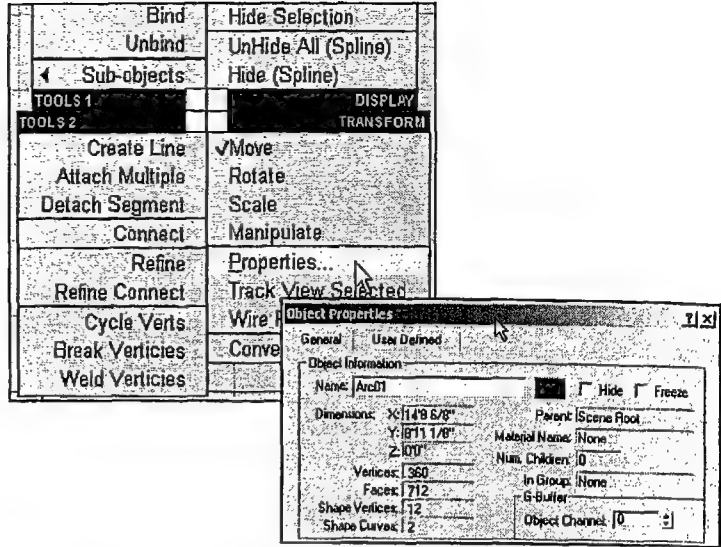 Bind
Hide Selection
Unbind
UnHide All (Spline)
Sub-objects
Hide (Spline)
TOOLS 1
DISPLAY
TOOLS 2
TRANSFORM
Create Line
Move
Attach Multiple
Rotate
Detach Segment
Scale
Connect
Manipulate
Refine
Properties...
Refine Connect
Track View Selected
Cycle Verts
Wire
Break Verticies
Conve
Weld Verticies
Object Properties
General
User Defined
Object Information
Name: Arc01
Hide
Freeze
Dimensions: X: 14'8 6/8"
Parent: Scene Root
Y: 8'11 1/8"
Material Name: None
Z: 0'0"
Num. Children: 0
Vertices: 360
In Group: None
Faces: 712
G-Buffer
Shape Vertices: 12
Object Channel: 0
Shape Curves: 2